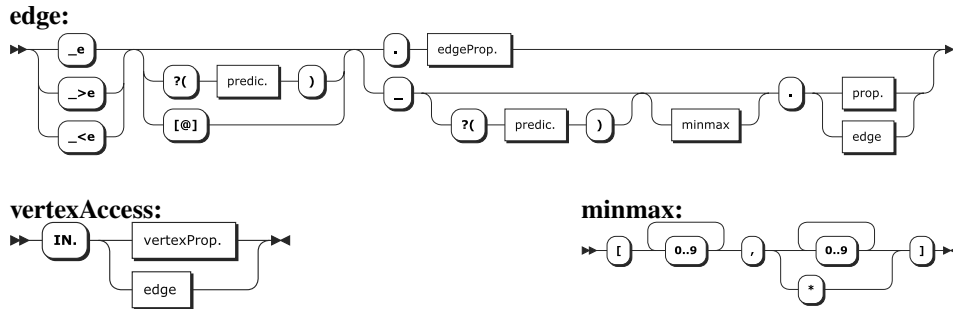 edge:
_e . edgeProp.
_>e ?( predic. ) _ prop.
_<e [@] ?( predic. ) minmax . edge
vertexAccess: minmax:
IN. vertexProp. [ 0..9 , 0..9 ]
edge *